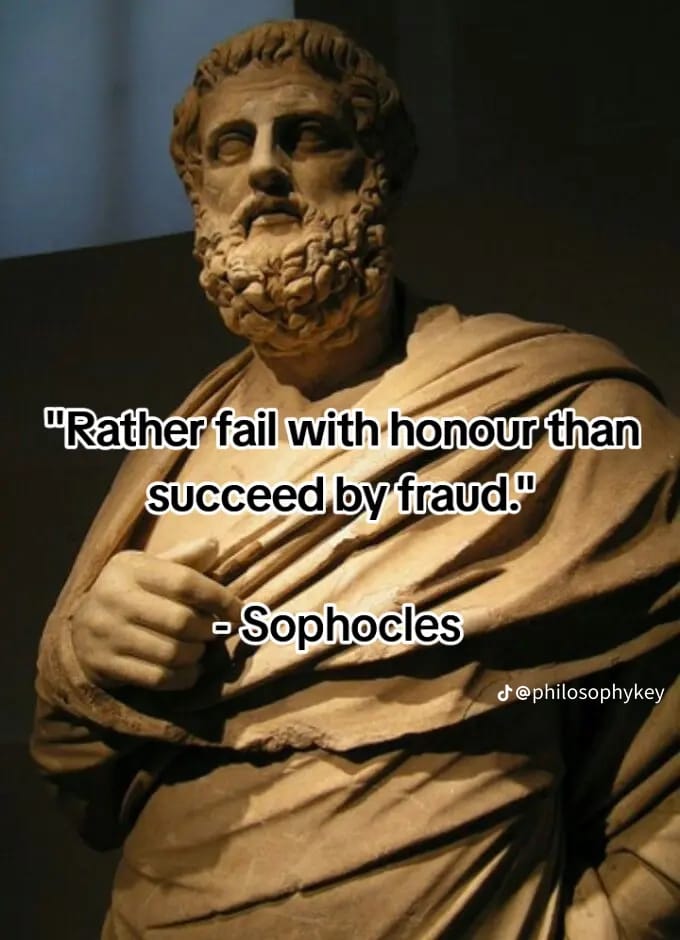 "Rather fail with honour than
succeed by fraud."
- Sophocles
@philosophykey